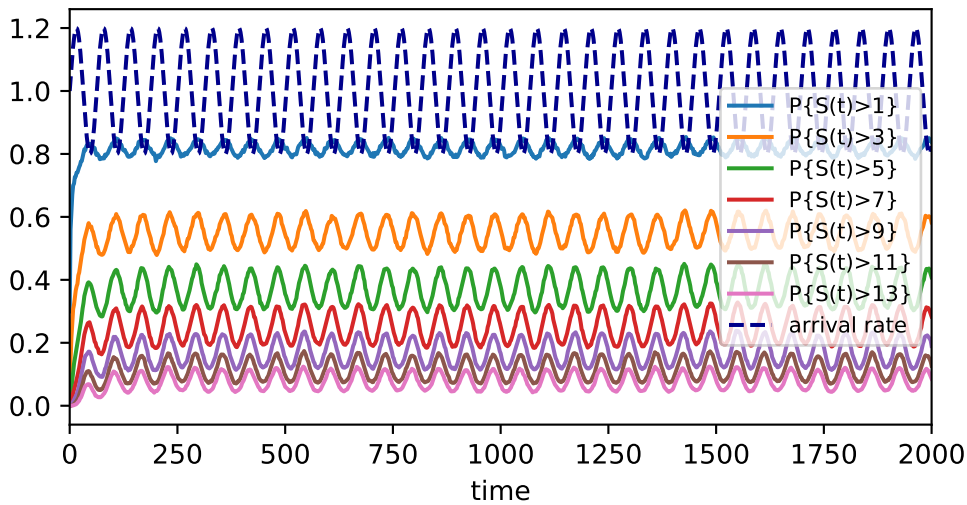 1.2
1.0
0.8
0.6
0.4
0.2
0.0
P{S(t)>1}
P{S(t)>3}
P{S(t)>5}
P{S(t)>7}
P{S(t)>9}
P{S(t)>11}
P{S(t)>13}
arrival rate
0 250 500 750 1000 1250 1500 1750 2000
time